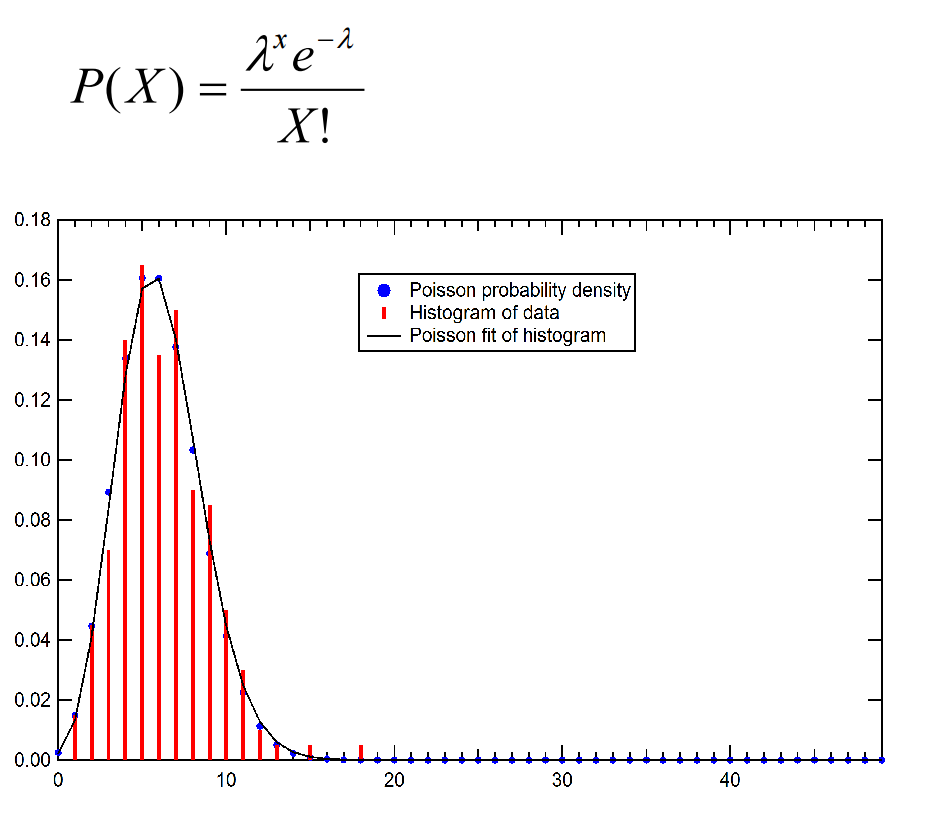 P(X) = λˣe⁻λ / X!
0.18
0.16
0.14
0.12
0.10
0.08
0.06
0.04
0.02
0.00
Poisson probability density
Histogram of data
Poisson fit of histogram
0 10 20 30 40